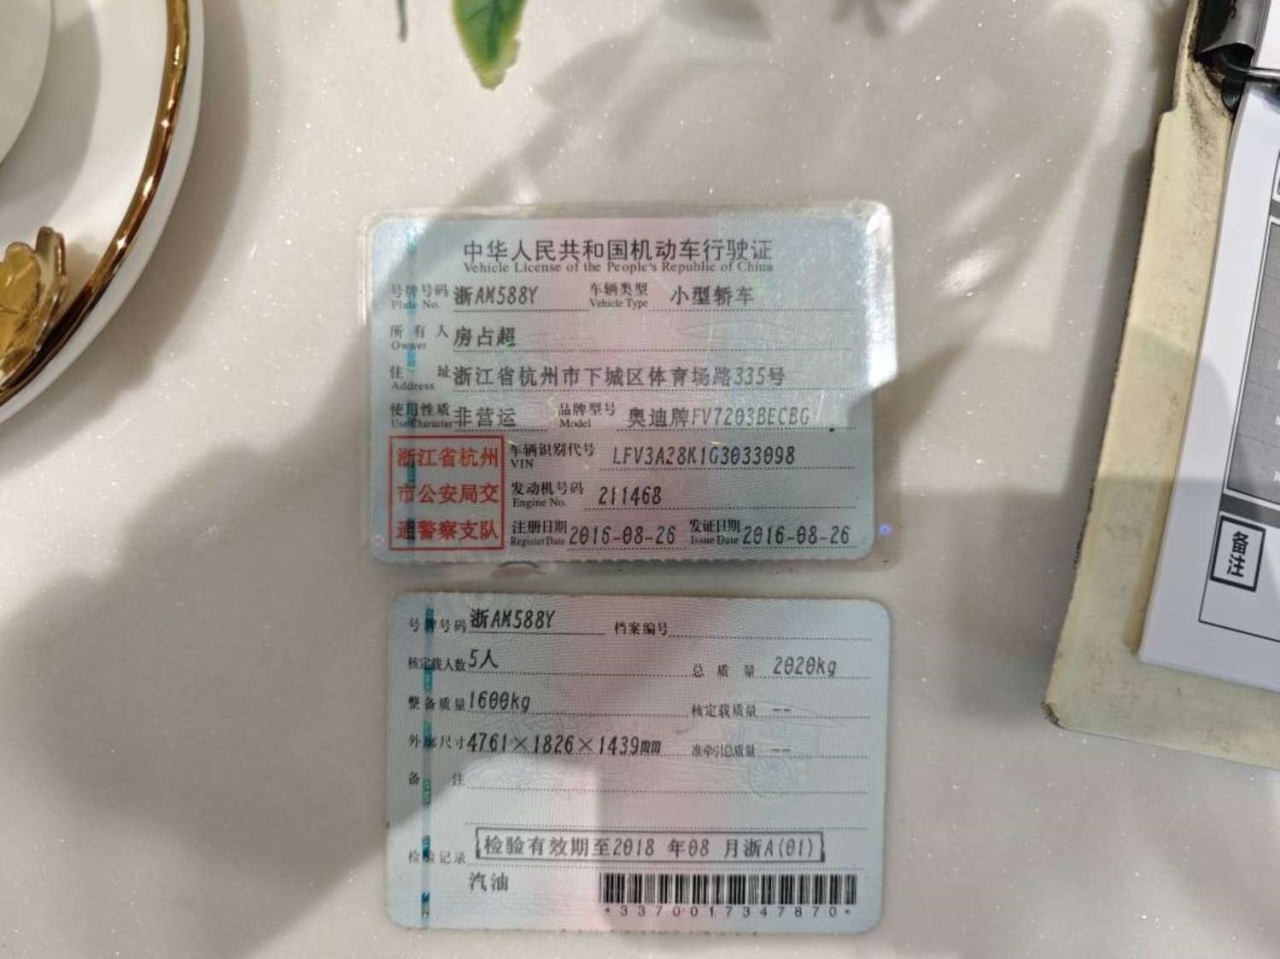 中华人民共和国机动车行驶证
Vehicle License of the People's Republic of China
号牌号码 浙AM588Y 车辆类型 小型轿车
Plate No. Vehicle Type
所有人 房占超
Owner
住址 浙江省杭州市下城区体育场路335号
Address
使用性质 非营运 品牌型号 奥迪牌FV7203BECBG
Use Character Model
浙江省杭州
市公安局交
通警察支队
车辆识别代号 LFV3A28K1G3033098
VIN
发动机号码 211468
Engine No.
注册日期 2016-08-26 发证日期 2016-08-26
Register Date Issue Date
号牌号码 浙AM588Y 档案编号
核定载人数 5人 总质量 2020kg
整备质量 1600kg 核定载质量 --
外廓尺寸 4761×1826×1439mm 准牵引总质量 --
备注
检验记录 检验有效期至2018 年08 月浙A(01)
汽油
*3370017347870*
备注